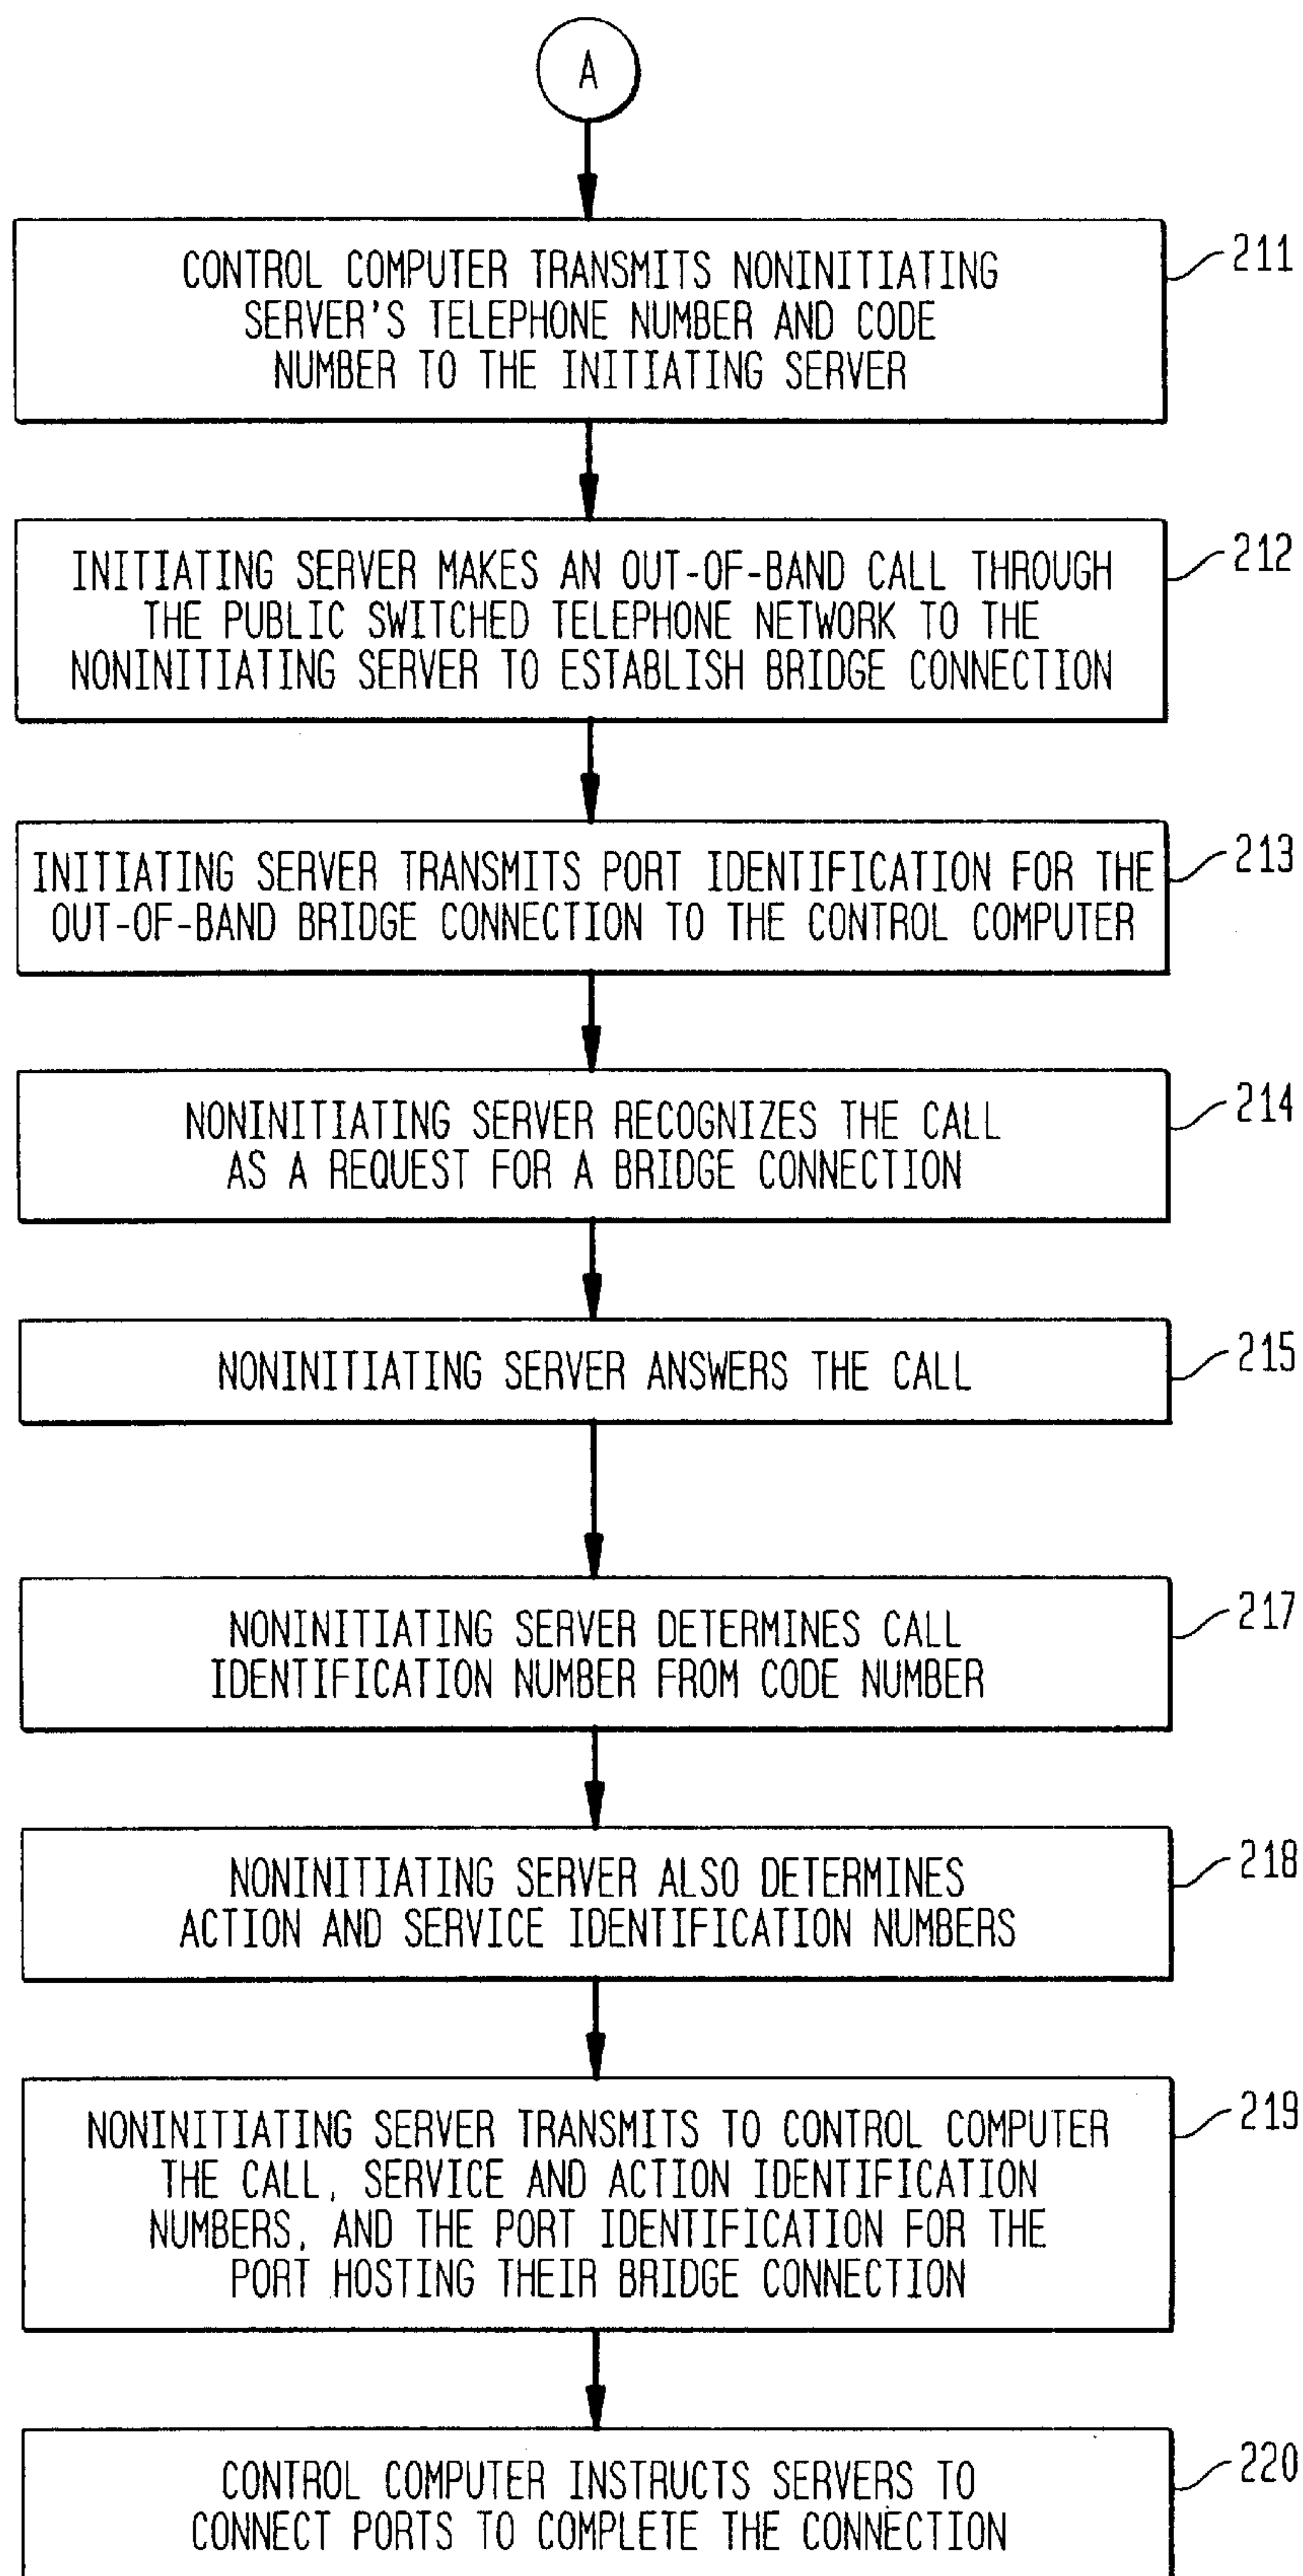 A
CONTROL COMPUTER TRANSMITS NONINITIATING
SERVER'S TELEPHONE NUMBER AND CODE
NUMBER TO THE INITIATING SERVER
211
INITIATING SERVER MAKES AN OUT-OF-BAND CALL THROUGH
THE PUBLIC SWITCHED TELEPHONE NETWORK TO THE
NONINITIATING SERVER TO ESTABLISH BRIDGE CONNECTION
212
INITIATING SERVER TRANSMITS PORT IDENTIFICATION FOR THE
OUT-OF-BAND BRIDGE CONNECTION TO THE CONTROL COMPUTER
213
NONINITIATING SERVER RECOGNIZES THE CALL
AS A REQUEST FOR A BRIDGE CONNECTION
214
NONINITIATING SERVER ANSWERS THE CALL
215
NONINITIATING SERVER DETERMINES CALL
IDENTIFICATION NUMBER FROM CODE NUMBER
217
NONINITIATING SERVER ALSO DETERMINES
ACTION AND SERVICE IDENTIFICATION NUMBERS
218
NONINITIATING SERVER TRANSMITS TO CONTROL COMPUTER
THE CALL, SERVICE AND ACTION IDENTIFICATION
NUMBERS, AND THE PORT IDENTIFICATION FOR THE
PORT HOSTING THEIR BRIDGE CONNECTION
219
CONTROL COMPUTER INSTRUCTS SERVERS TO
CONNECT PORTS TO COMPLETE THE CONNECTION
220